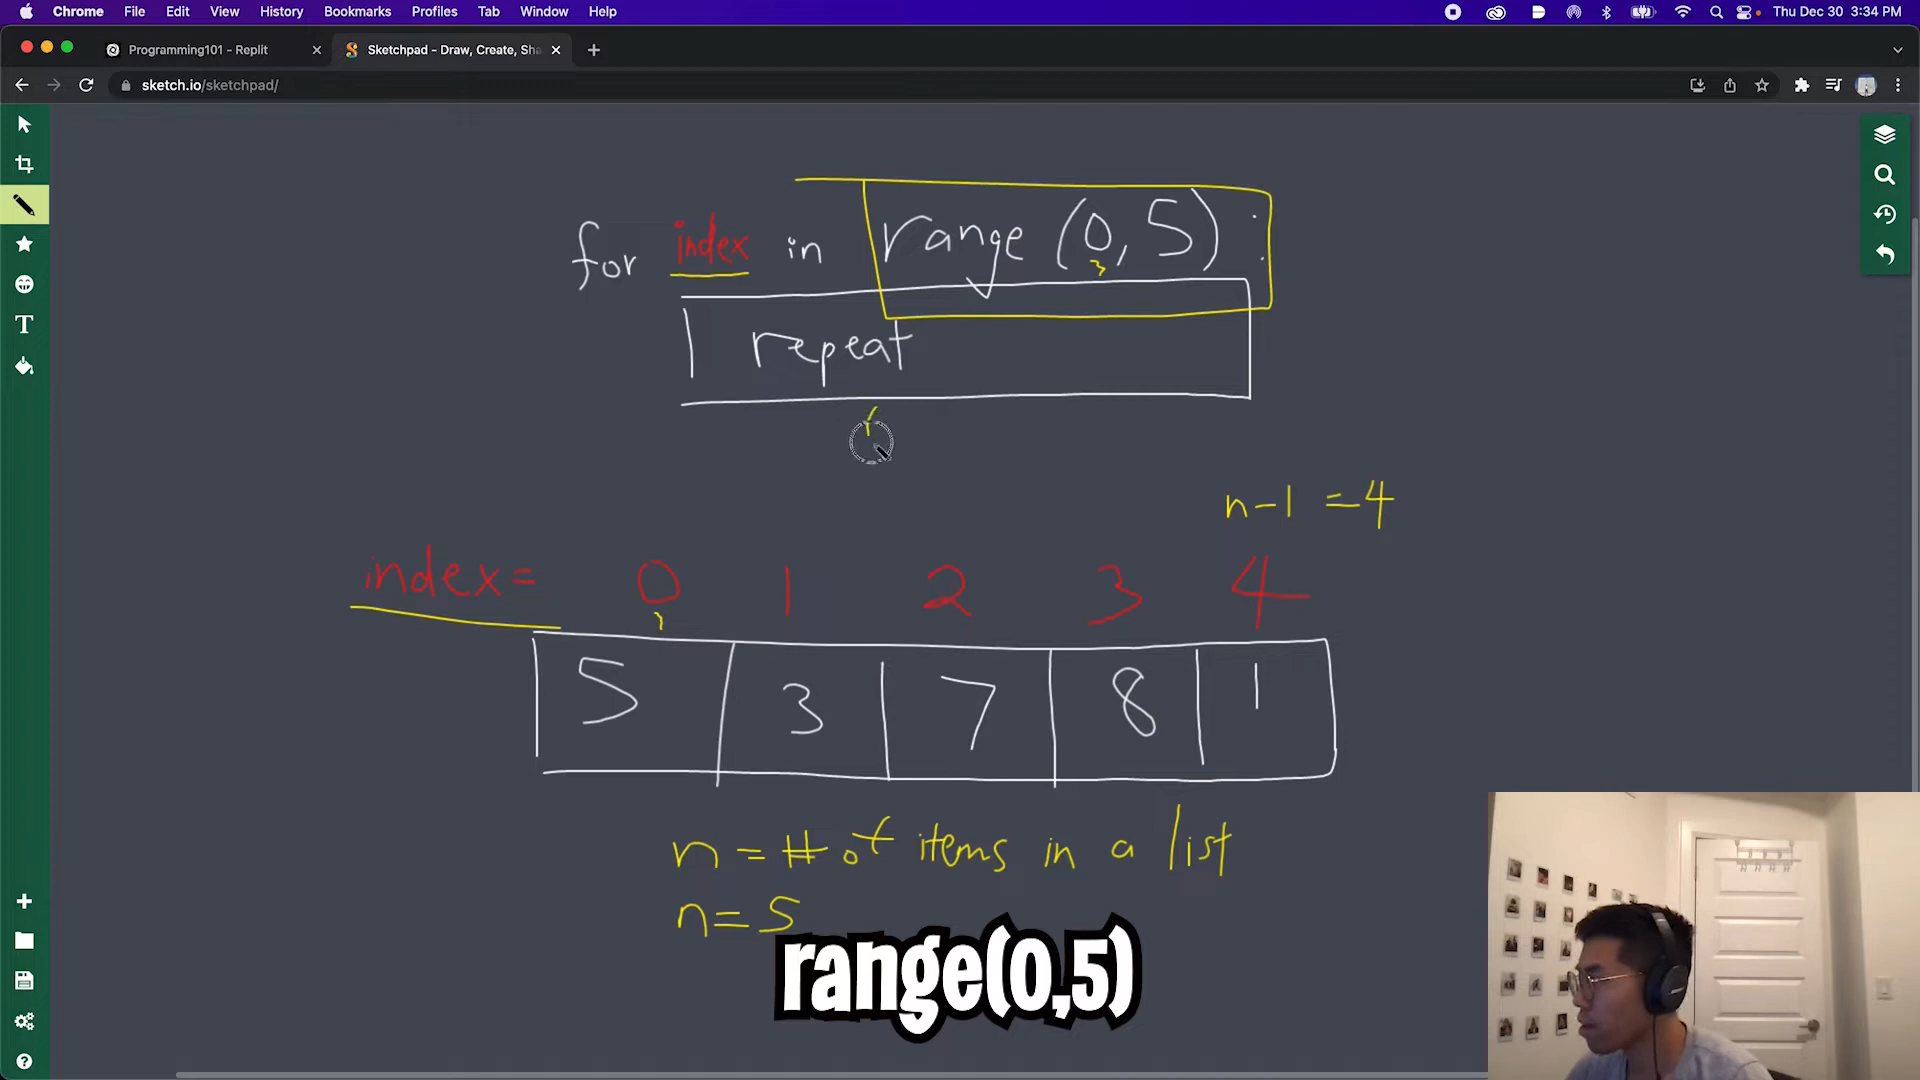 Chrome File Edit View History Bookmarks Profiles Tab Window Help Thu Dec 30 3:34 PM
Programming101 - Replit Sketchpad - Draw, Create, Sha
sketch.io/sketchpad/
for index in range (0, 5) :
repeat
n-1 = 4
index= 0 1 2 3 4
5 3 7 8 1
n = # of items in a list
n = 5
range(0,5)